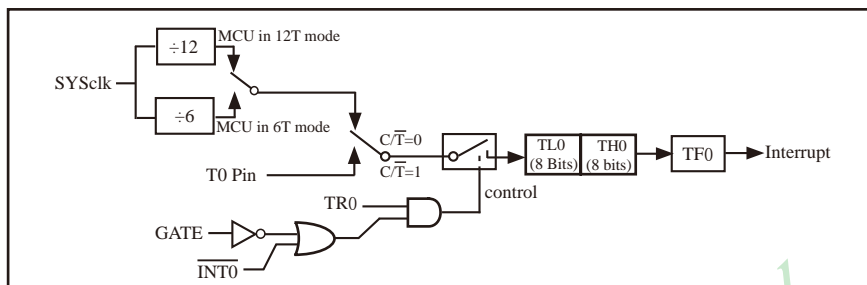 ÷12
MCU in 12T mode
SYSclk
÷6
MCU in 6T mode
C/T̅=0
C/T̅=1
T0 Pin
TL0
(8 Bits)
TH0
(8 bits)
TF0
Interrupt
control
TR0
GATE
I̅N̅T̅0̅